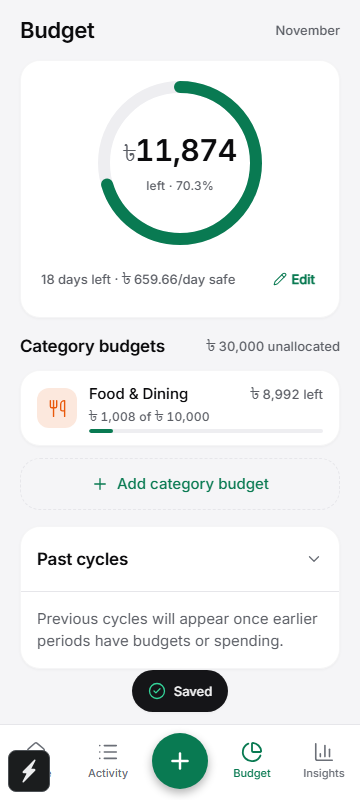 Budget
November
৳11,874
left · 70.3%
18 days left · ৳ 659.66/day safe
Edit
Category budgets
৳ 30,000 unallocated
Food & Dining
৳ 8,992 left
৳ 1,008 of ৳ 10,000
Add category budget
Past cycles
Previous cycles will appear once earlier
periods have budgets or spending.
Saved
Activity
Budget
Insights